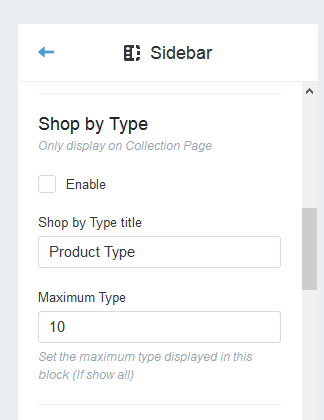 Sidebar
Shop by Type
Only display on Collection Page
Enable
Shop by Type title
Product Type
Maximum Type
10
Set the maximum type displayed in this
block (If show all)